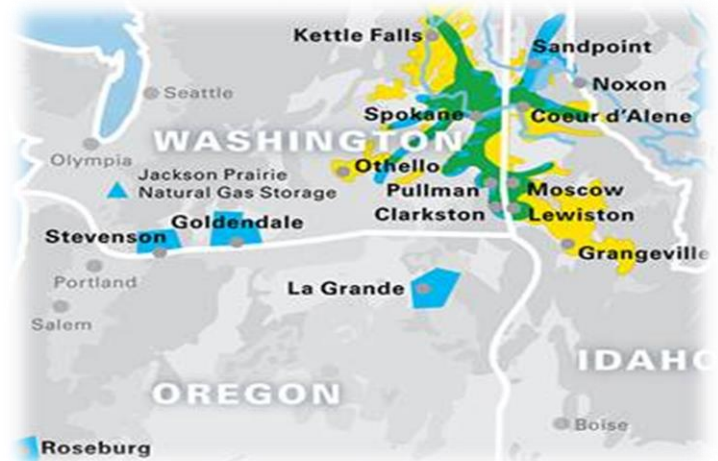 Kettle Falls
Sandpoint
Noxon
Seattle
Spokane
Coeur d'Alene
WASHINGTON
Olympia
Othello
Jackson Prairie
Natural Gas Storage
Pullman
Moscow
Clarkston
Lewiston
Goldendale
Stevenson
Grangeville
Portland
La Grande
Salem
IDAHO
OREGON
Boise
Roseburg